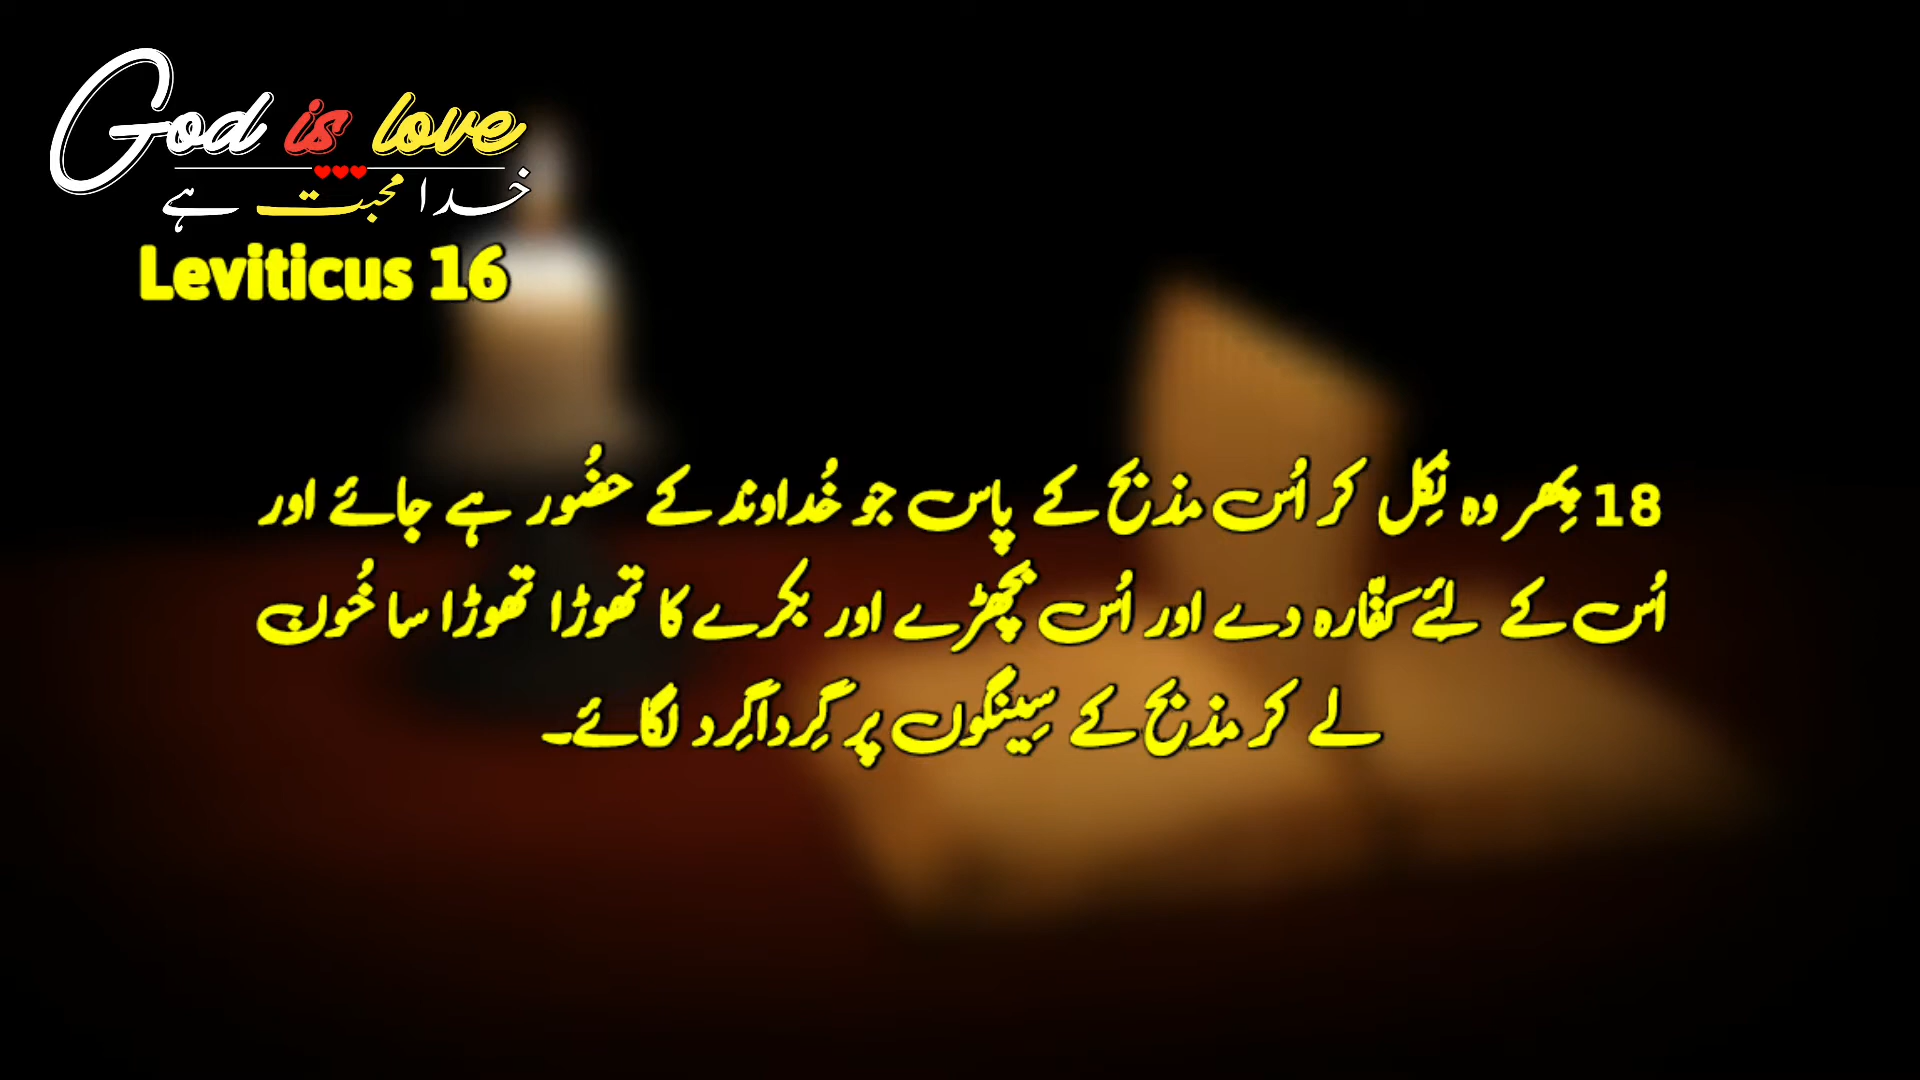 God is love
خدا محبت ہے
Leviticus 16
18 پِھر وہ نِکل کر اُس مذبح کے پاس جو خُداوند کے حضُور ہے جائے اور
اُس کے لِئے کفّارہ دے اور اُس بچھڑے اور بکرے کا تھوڑا تھوڑا سا خُون
لے کر مذبح کے سِینگوں پر گِرداگِرد لگائے۔